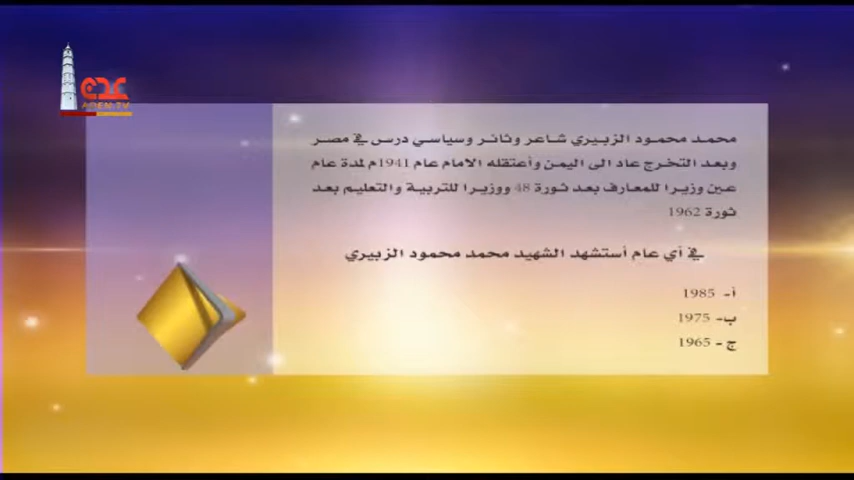 عدن
ADEN TV
محمد محمود الزبيري شاعر وثائر وسياسي درس في مصر
وبعد التخرج عاد الى اليمن وأعتقله الامام عام 1941م لمدة عام
عين وزيرا للمعارف بعد ثورة 48 ووزيرا للتربية والتعليم بعد
ثورة 1962
في آي عام أستشهد الشهيد محمد محمود الزبيري
أ- 1985
ب- 1975
ج - 1965